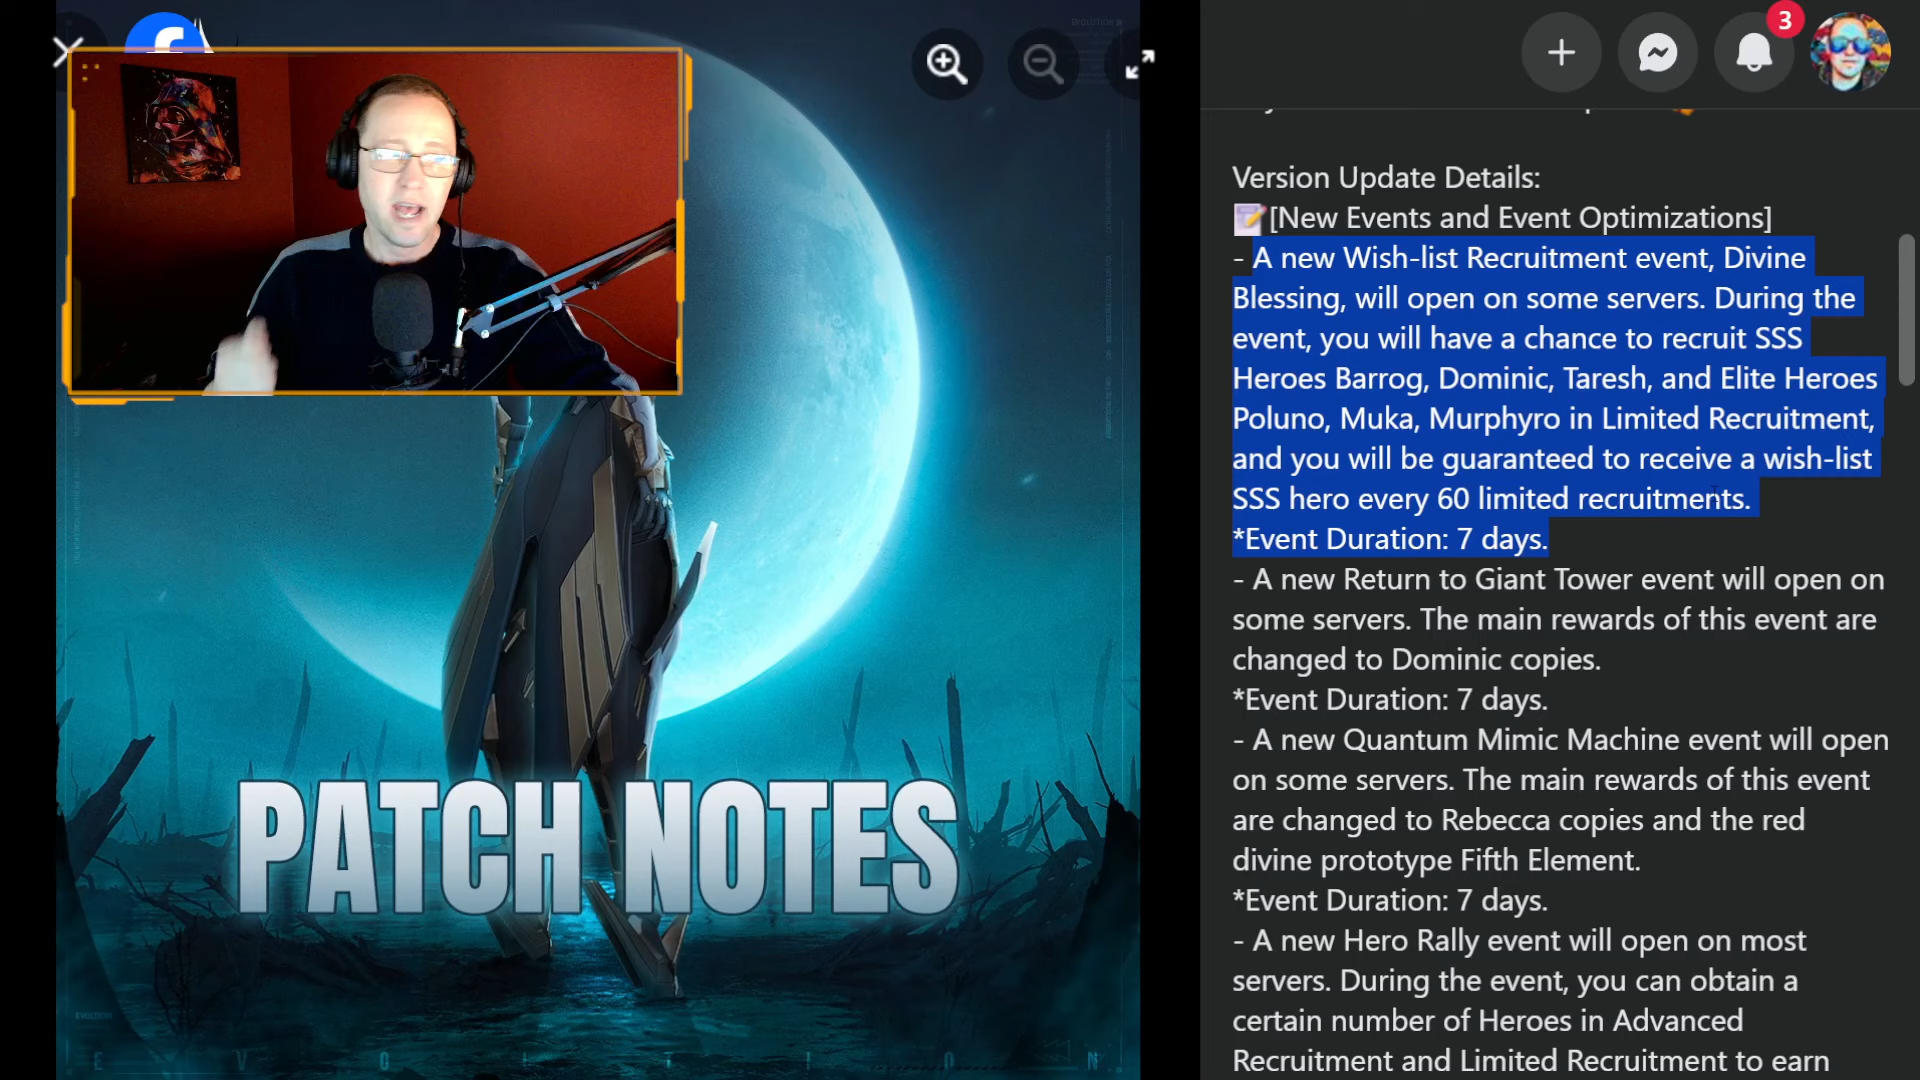 3
Version Update Details:
[New Events and Event Optimizations]
- A new Wish-list Recruitment event, Divine
Blessing, will open on some servers. During the
event, you will have a chance to recruit SSS
Heroes Barrog, Dominic, Taresh, and Elite Heroes
Poluno, Muka, Murphyro in Limited Recruitment,
and you will be guaranteed to receive a wish-list
SSS hero every 60 limited recruitments.
*Event Duration: 7 days.
- A new Return to Giant Tower event will open on
some servers. The main rewards of this event are
changed to Dominic copies.
*Event Duration: 7 days.
- A new Quantum Mimic Machine event will open
on some servers. The main rewards of this event
are changed to Rebecca copies and the red
divine prototype Fifth Element.
*Event Duration: 7 days.
- A new Hero Rally event will open on most
servers. During the event, you can obtain a
certain number of Heroes in Advanced
Recruitment and Limited Recruitment to earn
PATCH NOTES